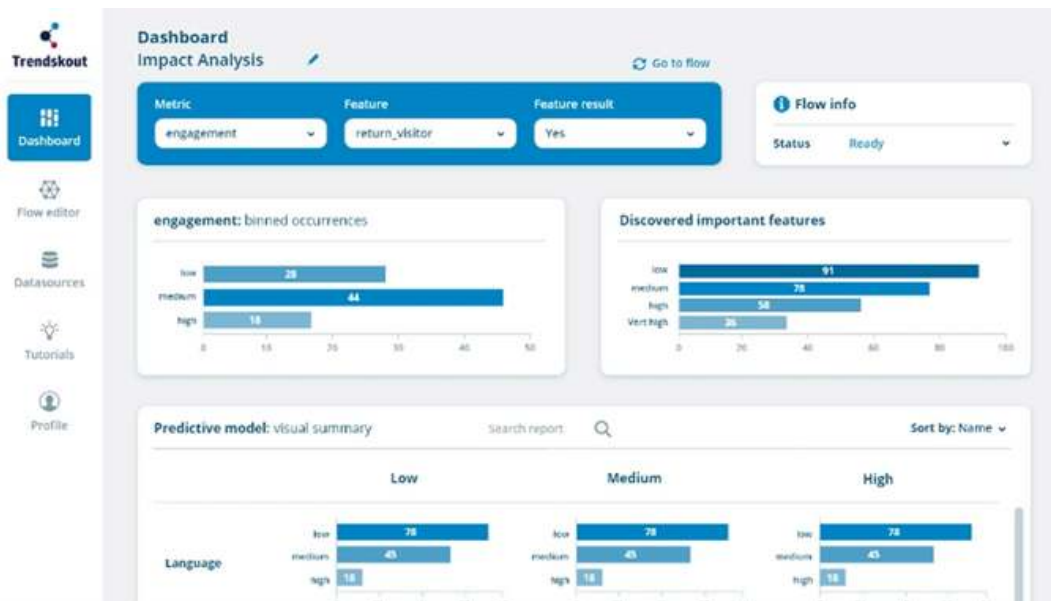 Trendskout
Dashboard
Flow editor
Datasources
Tutorials
Profile
Dashboard
Impact Analysis
Go to flow
Metric
engagement
Feature
return_visitor
Feature result
Yes
Flow info
Status Ready
engagement: binned occurrences
low 28
medium 44
high 18
0 10 20 30 40 50
Discovered important features
low 91
medium 78
high 58
Vert high 36
0 20 40 60 80 100
Predictive model: visual summary
Search report
Sort by: Name
Low Medium High
Language
low 78
medium 45
high 18
low 78
medium 45
high 18
low 78
medium 45
high 18